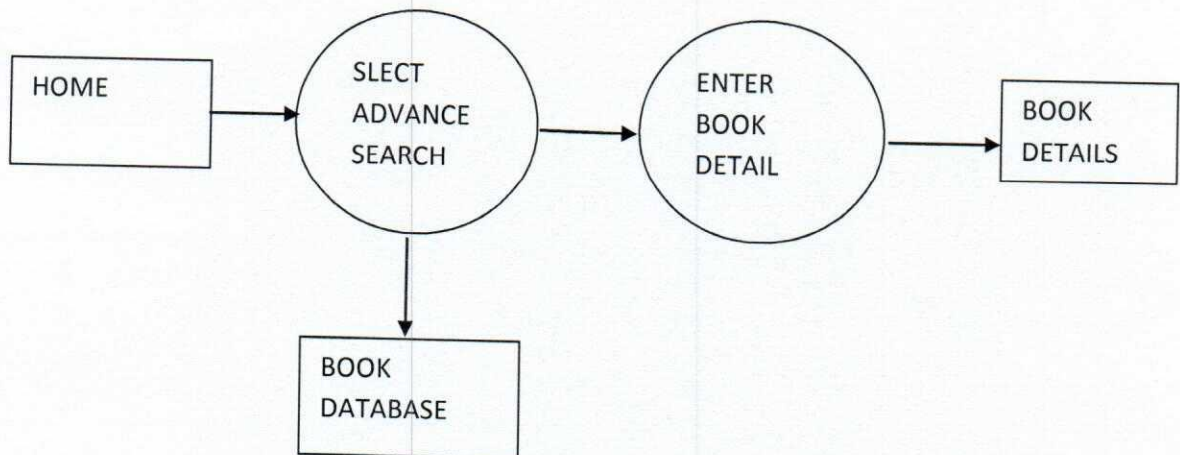 HOME
SLECT
ADVANCE
SEARCH
ENTER
BOOK
DETAIL
BOOK
DETAILS
BOOK
DATABASE